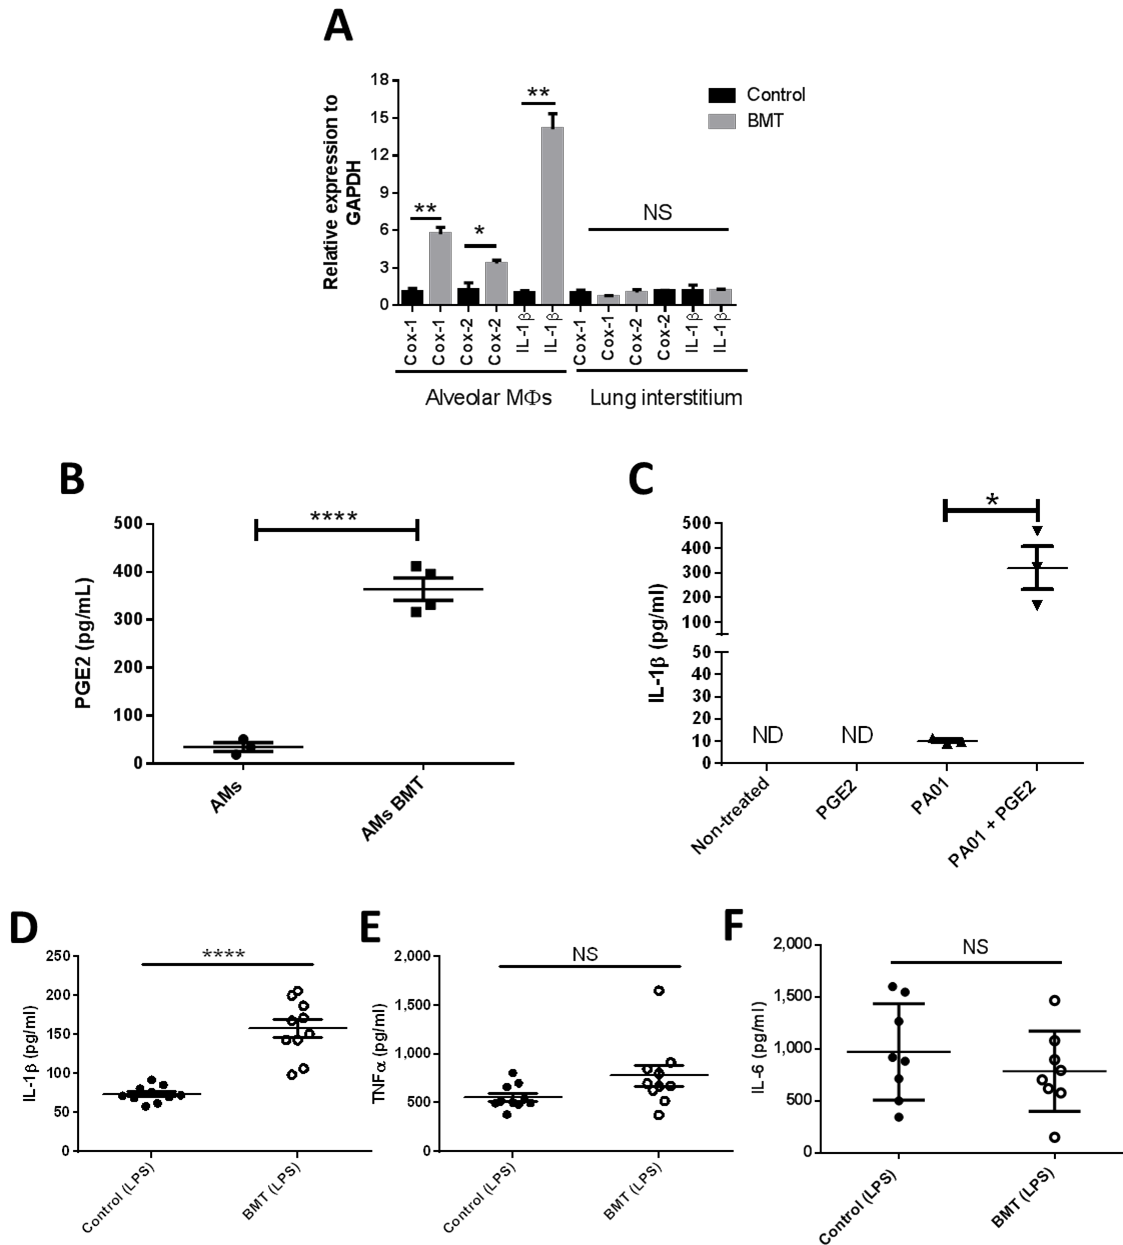 A
18
15
12
9
6
3
0
Relative expression to
GAPDH
**
*
**
NS
Control
BMT
Cox-1
Cox-1
Cox-2
Cox-2
IL-1β
IL-1β
Cox-1
Cox-1
Cox-2
Cox-2
IL-1β
IL-1β
Alveolar MΦs
Lung interstitium
B
500
400
300
200
100
0
PGE2 (pg/mL)
****
AMs
AMs BMT
C
500
400
300
200
100
50
40
30
20
10
0
IL-1β (pg/ml)
*
ND
ND
Non-treated
PGE2
PA01
PA01 + PGE2
D
250
200
150
100
50
0
IL-1β (pg/ml)
****
Control (LPS)
BMT (LPS)
E
2,000
1,500
1,000
500
0
TNFα (pg/ml)
NS
Control (LPS)
BMT (LPS)
F
2,000
1,500
1,000
500
0
IL-6 (pg/ml)
NS
Control (LPS)
BMT (LPS)